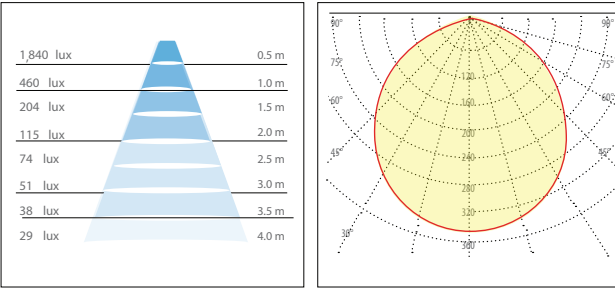 1,840 lux 0.5 m
460 lux 1.0 m
204 lux 1.5 m
115 lux 2.0 m
74 lux 2.5 m
51 lux 3.0 m
38 lux 3.5 m
29 lux 4.0 m
90° 90°
75° 75°
120
60° 160 60°
200
45° 240 45°
280
320
30° 360